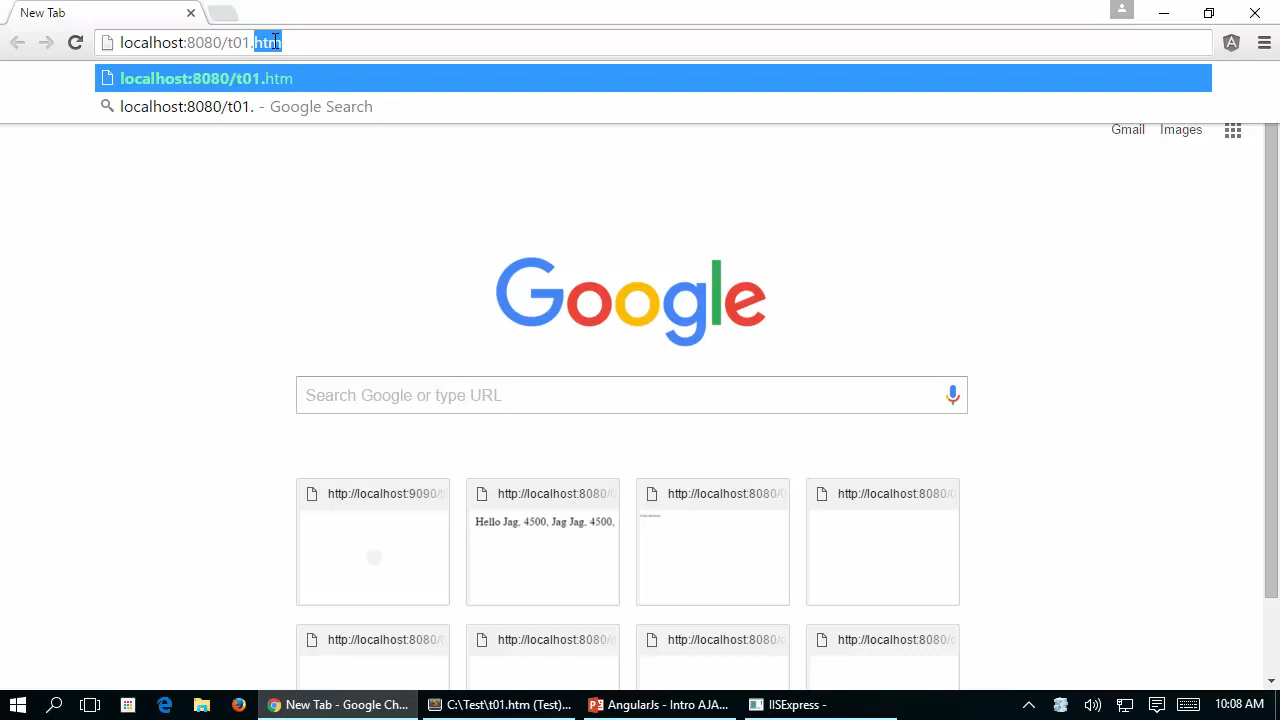 New Tab
localhost:8080/t01.htm
localhost:8080/t01.htm
localhost:8080/t01. - Google Search
Gmail Images
Google
Search Google or type URL
http://localhost:9090/ http://localhost:8080/ http://localhost:8080/ http://localhost:8080/
Hello Jag, 4500, Jag Jag, 4500,
http://localhost:8080/ http://localhost:8080/ http://localhost:8080/ http://localhost:8080/
New Tab - Google Ch... C:\Test\t01.htm (Test)... AngularJs - Intro AJA... IISExpress - 10:08 AM